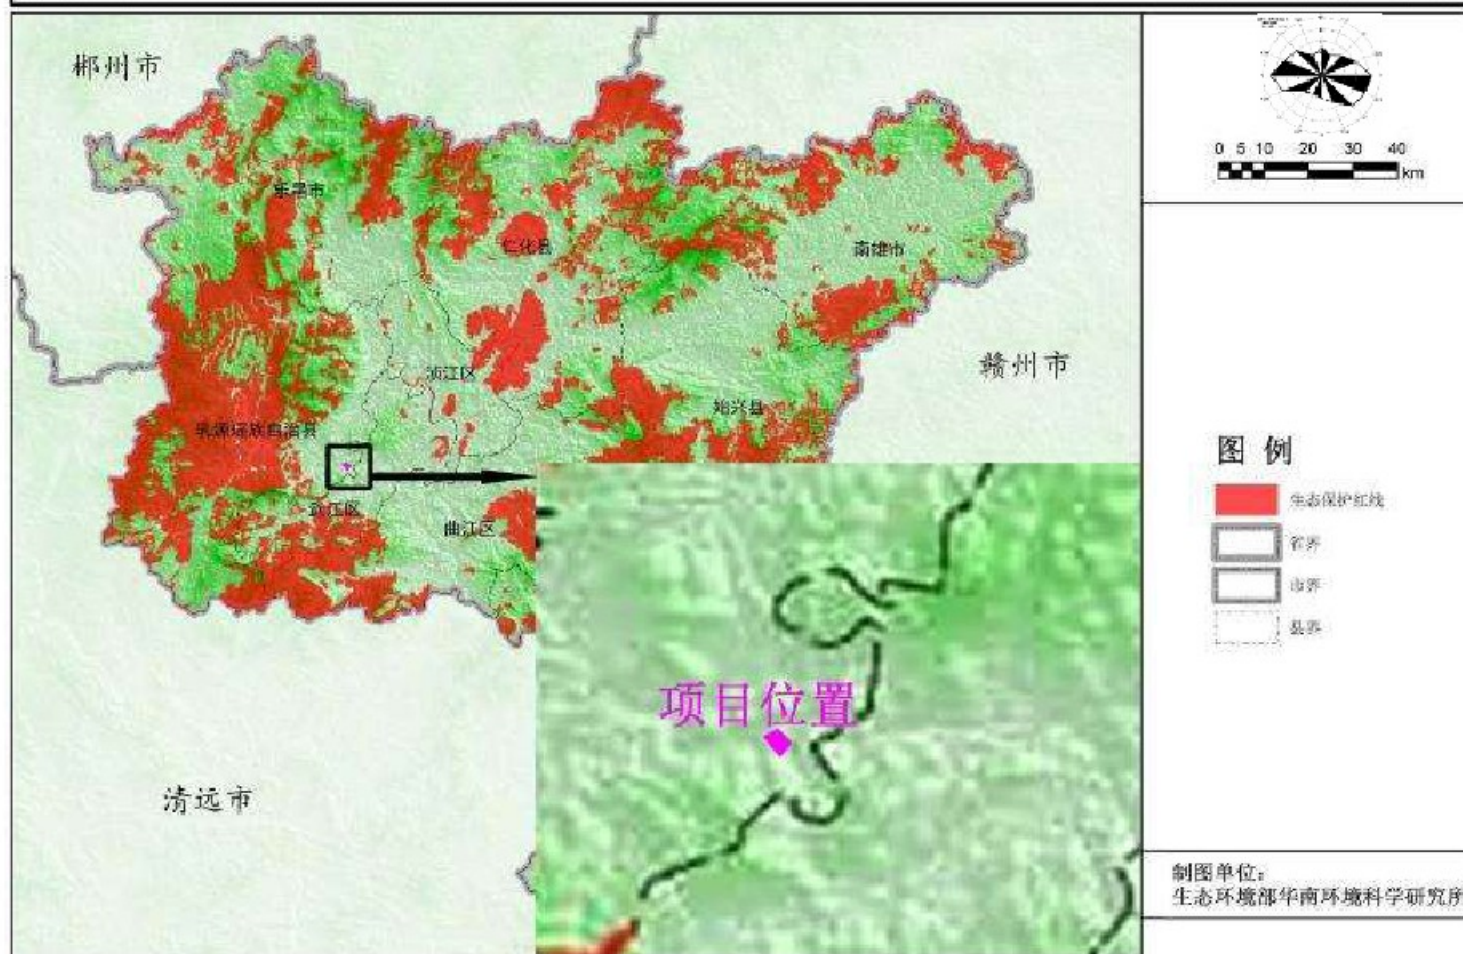 郴州市
0 5 10 20 30 40
km
乐昌市
仁化县
南雄市
赣州市
浈江区
始兴县
乳源瑶族自治县
武江区
曲江区
项目位置
清远市
图 例
生态保护红线
省界
市界
县界
制图单位:
生态环境部华南环境科学研究所